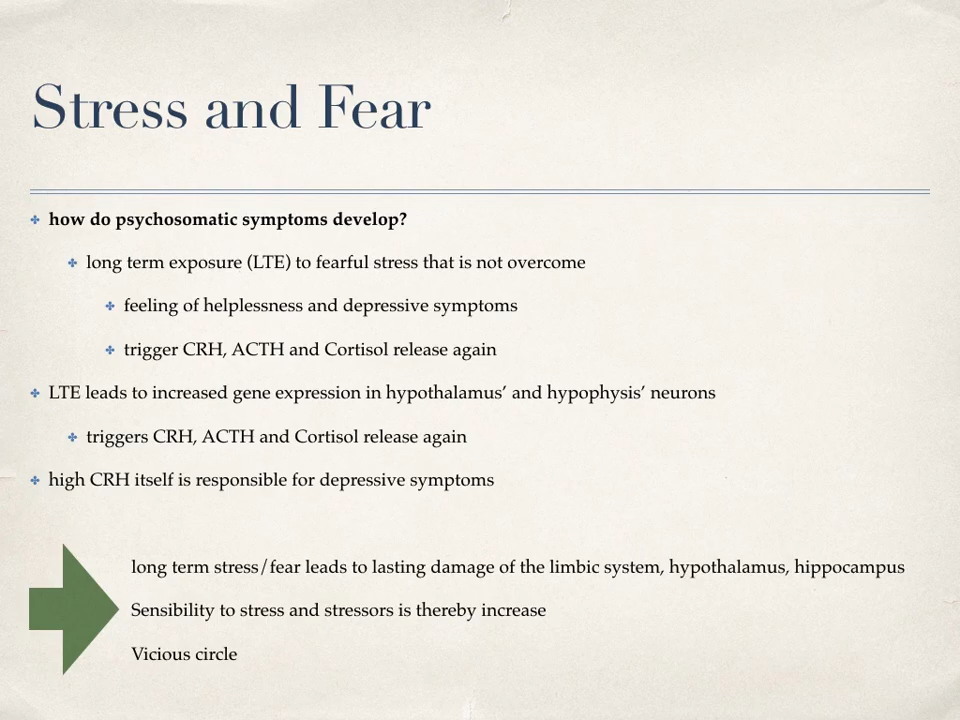 Stress and Fear
how do psychosomatic symptoms develop?
long term exposure (LTE) to fearful stress that is not overcome
feeling of helplessness and depressive symptoms
trigger CRH, ACTH and Cortisol release again
LTE leads to increased gene expression in hypothalamus’ and hypophysis’ neurons
triggers CRH, ACTH and Cortisol release again
high CRH itself is responsible for depressive symptoms
long term stress/fear leads to lasting damage of the limbic system, hypothalamus, hippocampus
Sensibility to stress and stressors is thereby increase
Vicious circle